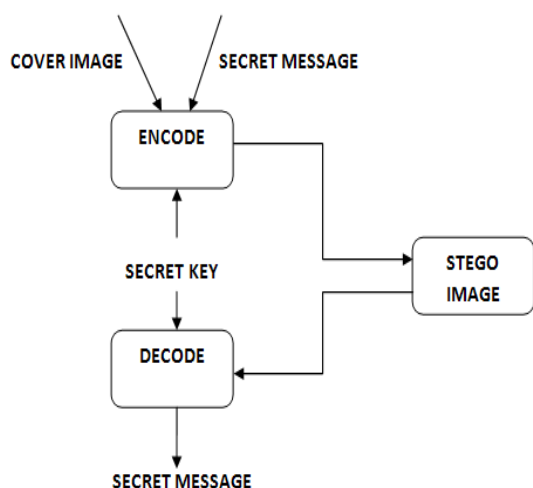 COVER IMAGE
SECRET MESSAGE
ENCODE
SECRET KEY
STEGO
IMAGE
DECODE
SECRET MESSAGE